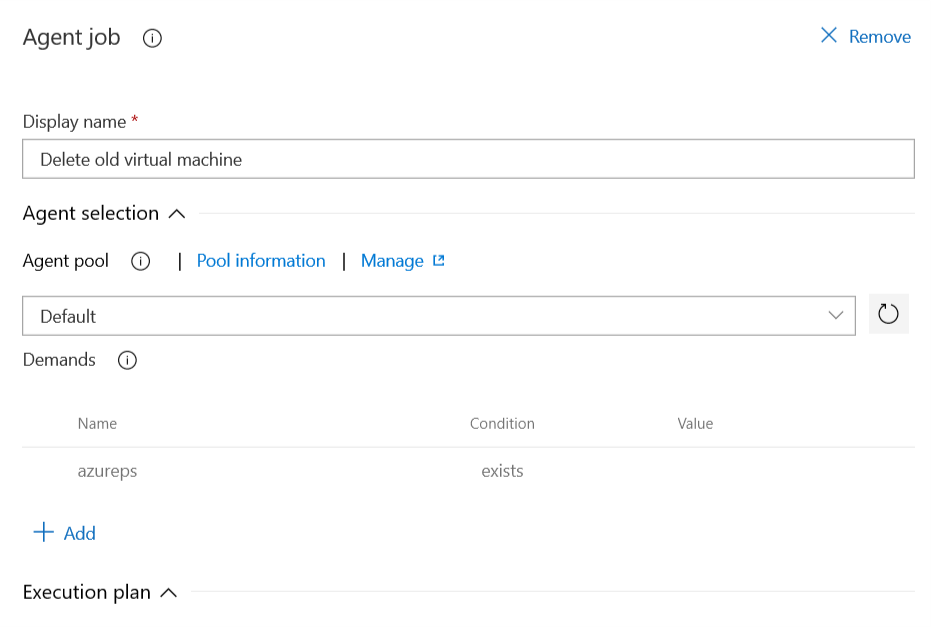 Agent job
Remove
Display name *
Delete old virtual machine
Agent selection
Agent pool | Pool information | Manage
Default
Demands
Name Condition Value
azureps exists
Add
Execution plan